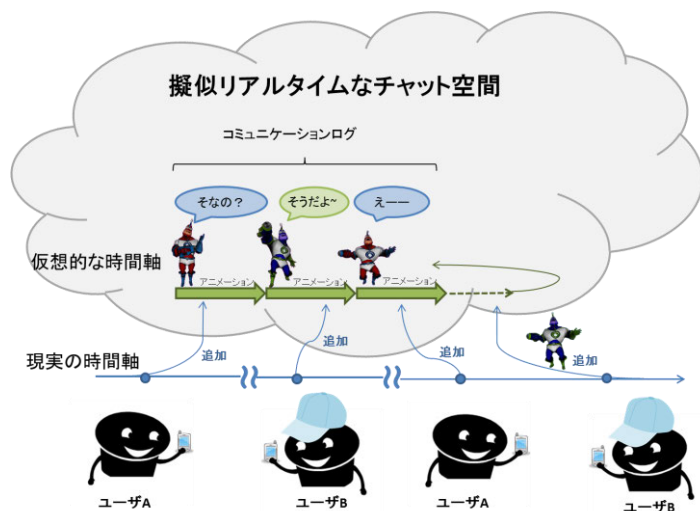 擬似リアルタイムなチャット空間
コミュニケーションログ
そなの？
そうだよ~
えーー
仮想的な時間軸
アニメーション
アニメーション
アニメーション
現実の時間軸
追加
追加
追加
追加
ユーザA
ユーザB
ユーザA
ユーザB